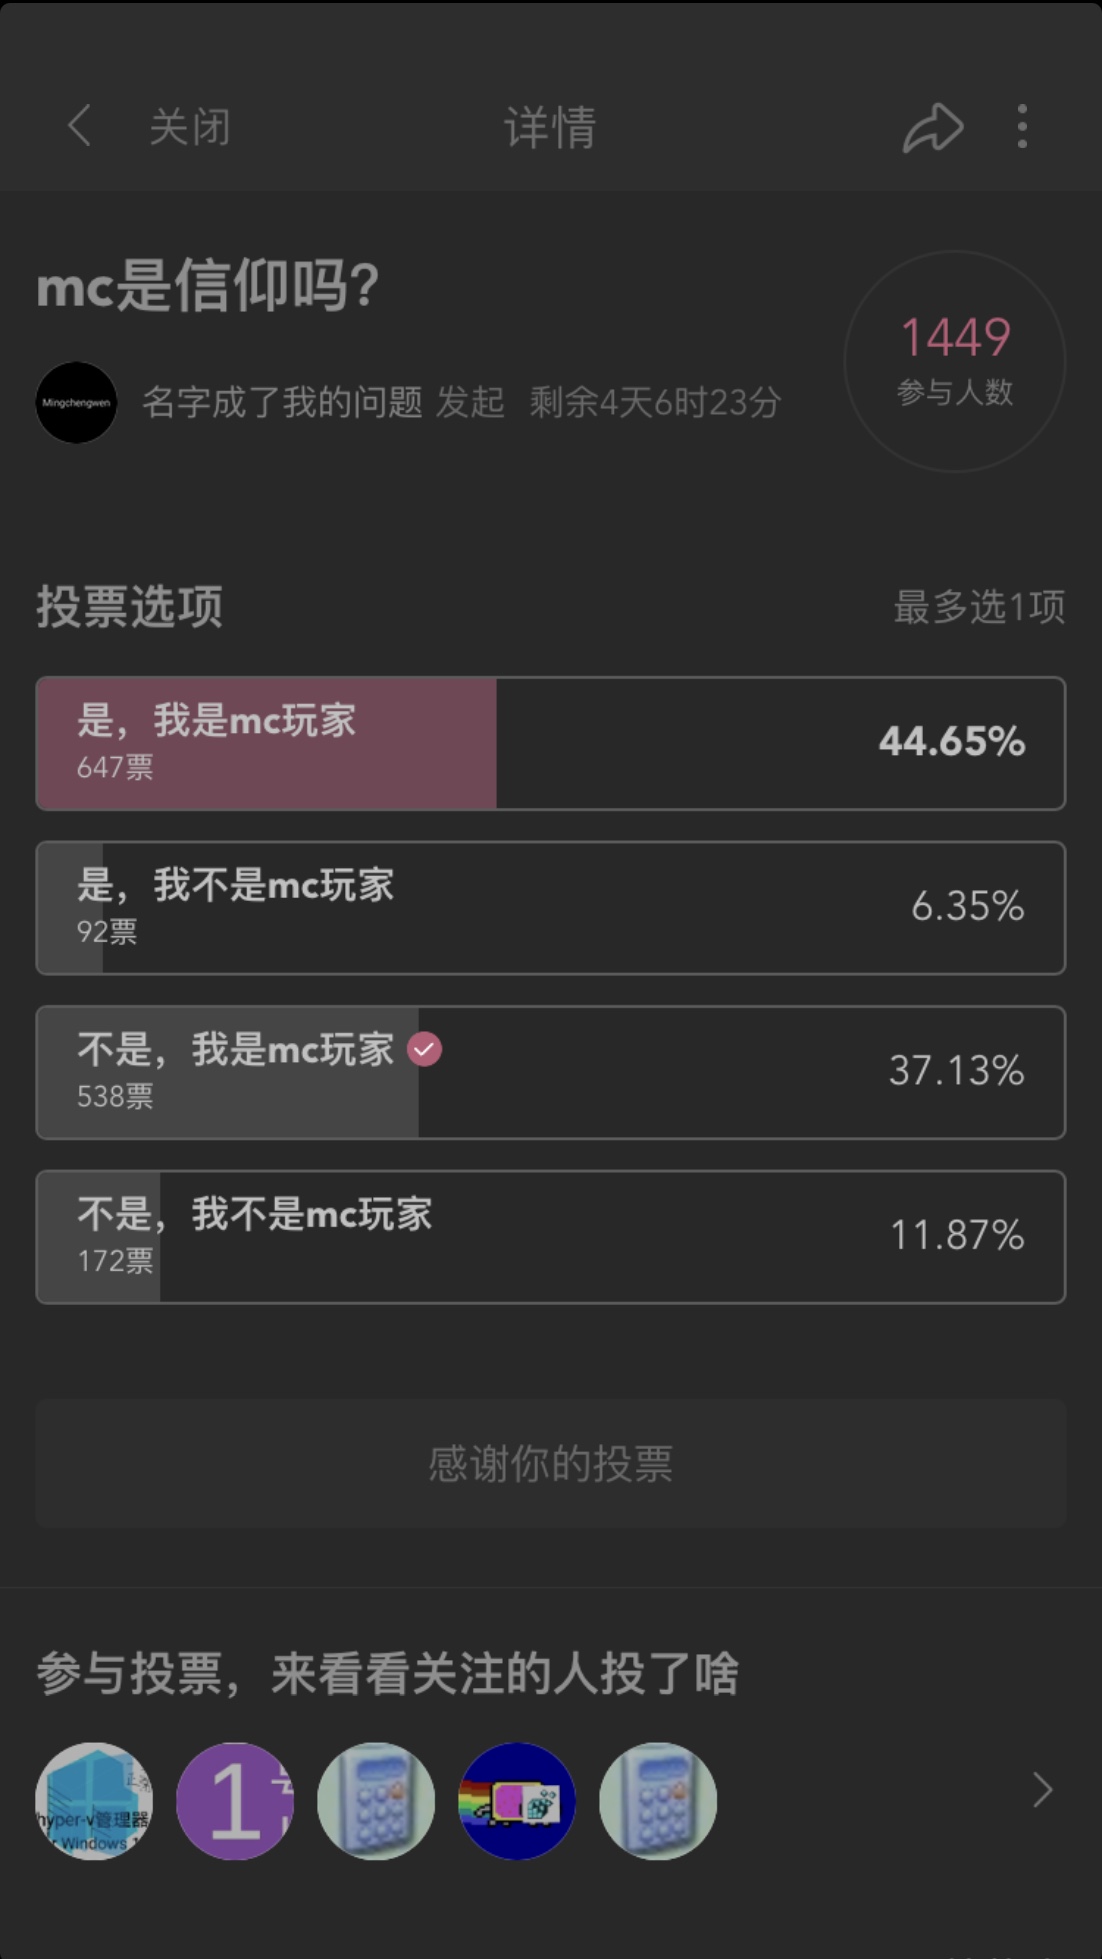 关闭
详情
mc是信仰吗?
1449
参与人数
Mingchengwen
名字成了我的问题 发起 剩余4天6时23分
投票选项
最多选1项
是，我是mc玩家
647票
44.65%
是，我不是mc玩家
92票
6.35%
不是，我是mc玩家
538票
37.13%
不是，我不是mc玩家
172票
11.87%
感谢你的投票
参与投票，来看看关注的人投了啥
hyper-v管理器
Windows
1